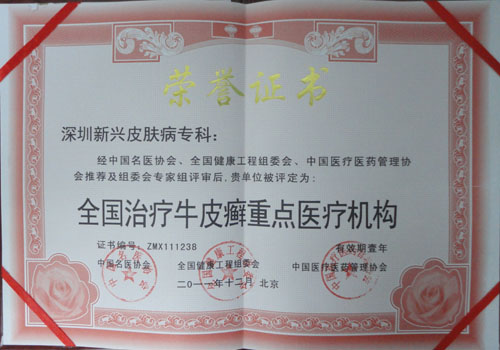 荣誉证书
深圳新兴皮肤病专科：
经中国名医协会、全国健康工程组委会、中国医疗医药管理协
会推荐及组委会专家组评审后,贵单位被评定为：
全国治疗牛皮癣重点医疗机构
证书编号：ZMX111238 有效期壹年
中国名医协会 全国健康工程组委会 中国医疗医药管理协会
二〇一一年十二月 北京